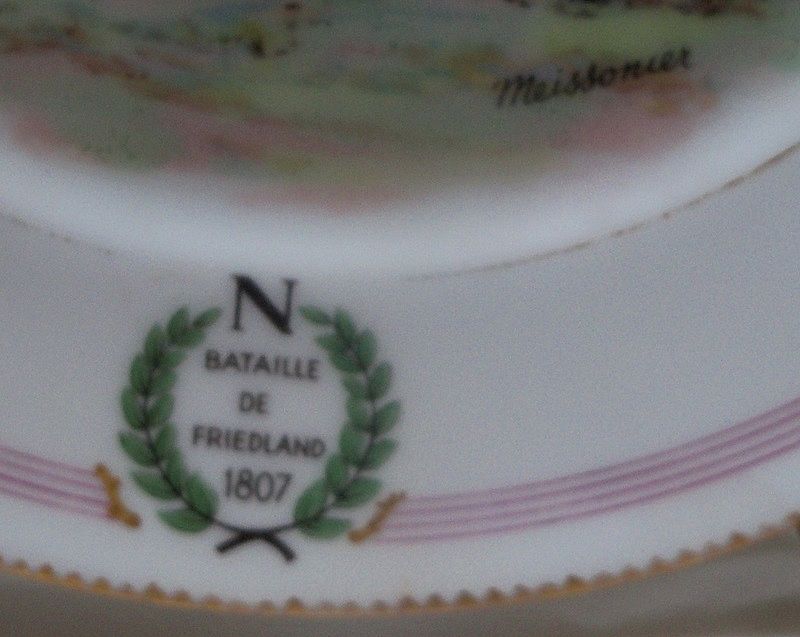 Meissonier
N
BATAILLE
DE
FRIEDLAND
1807